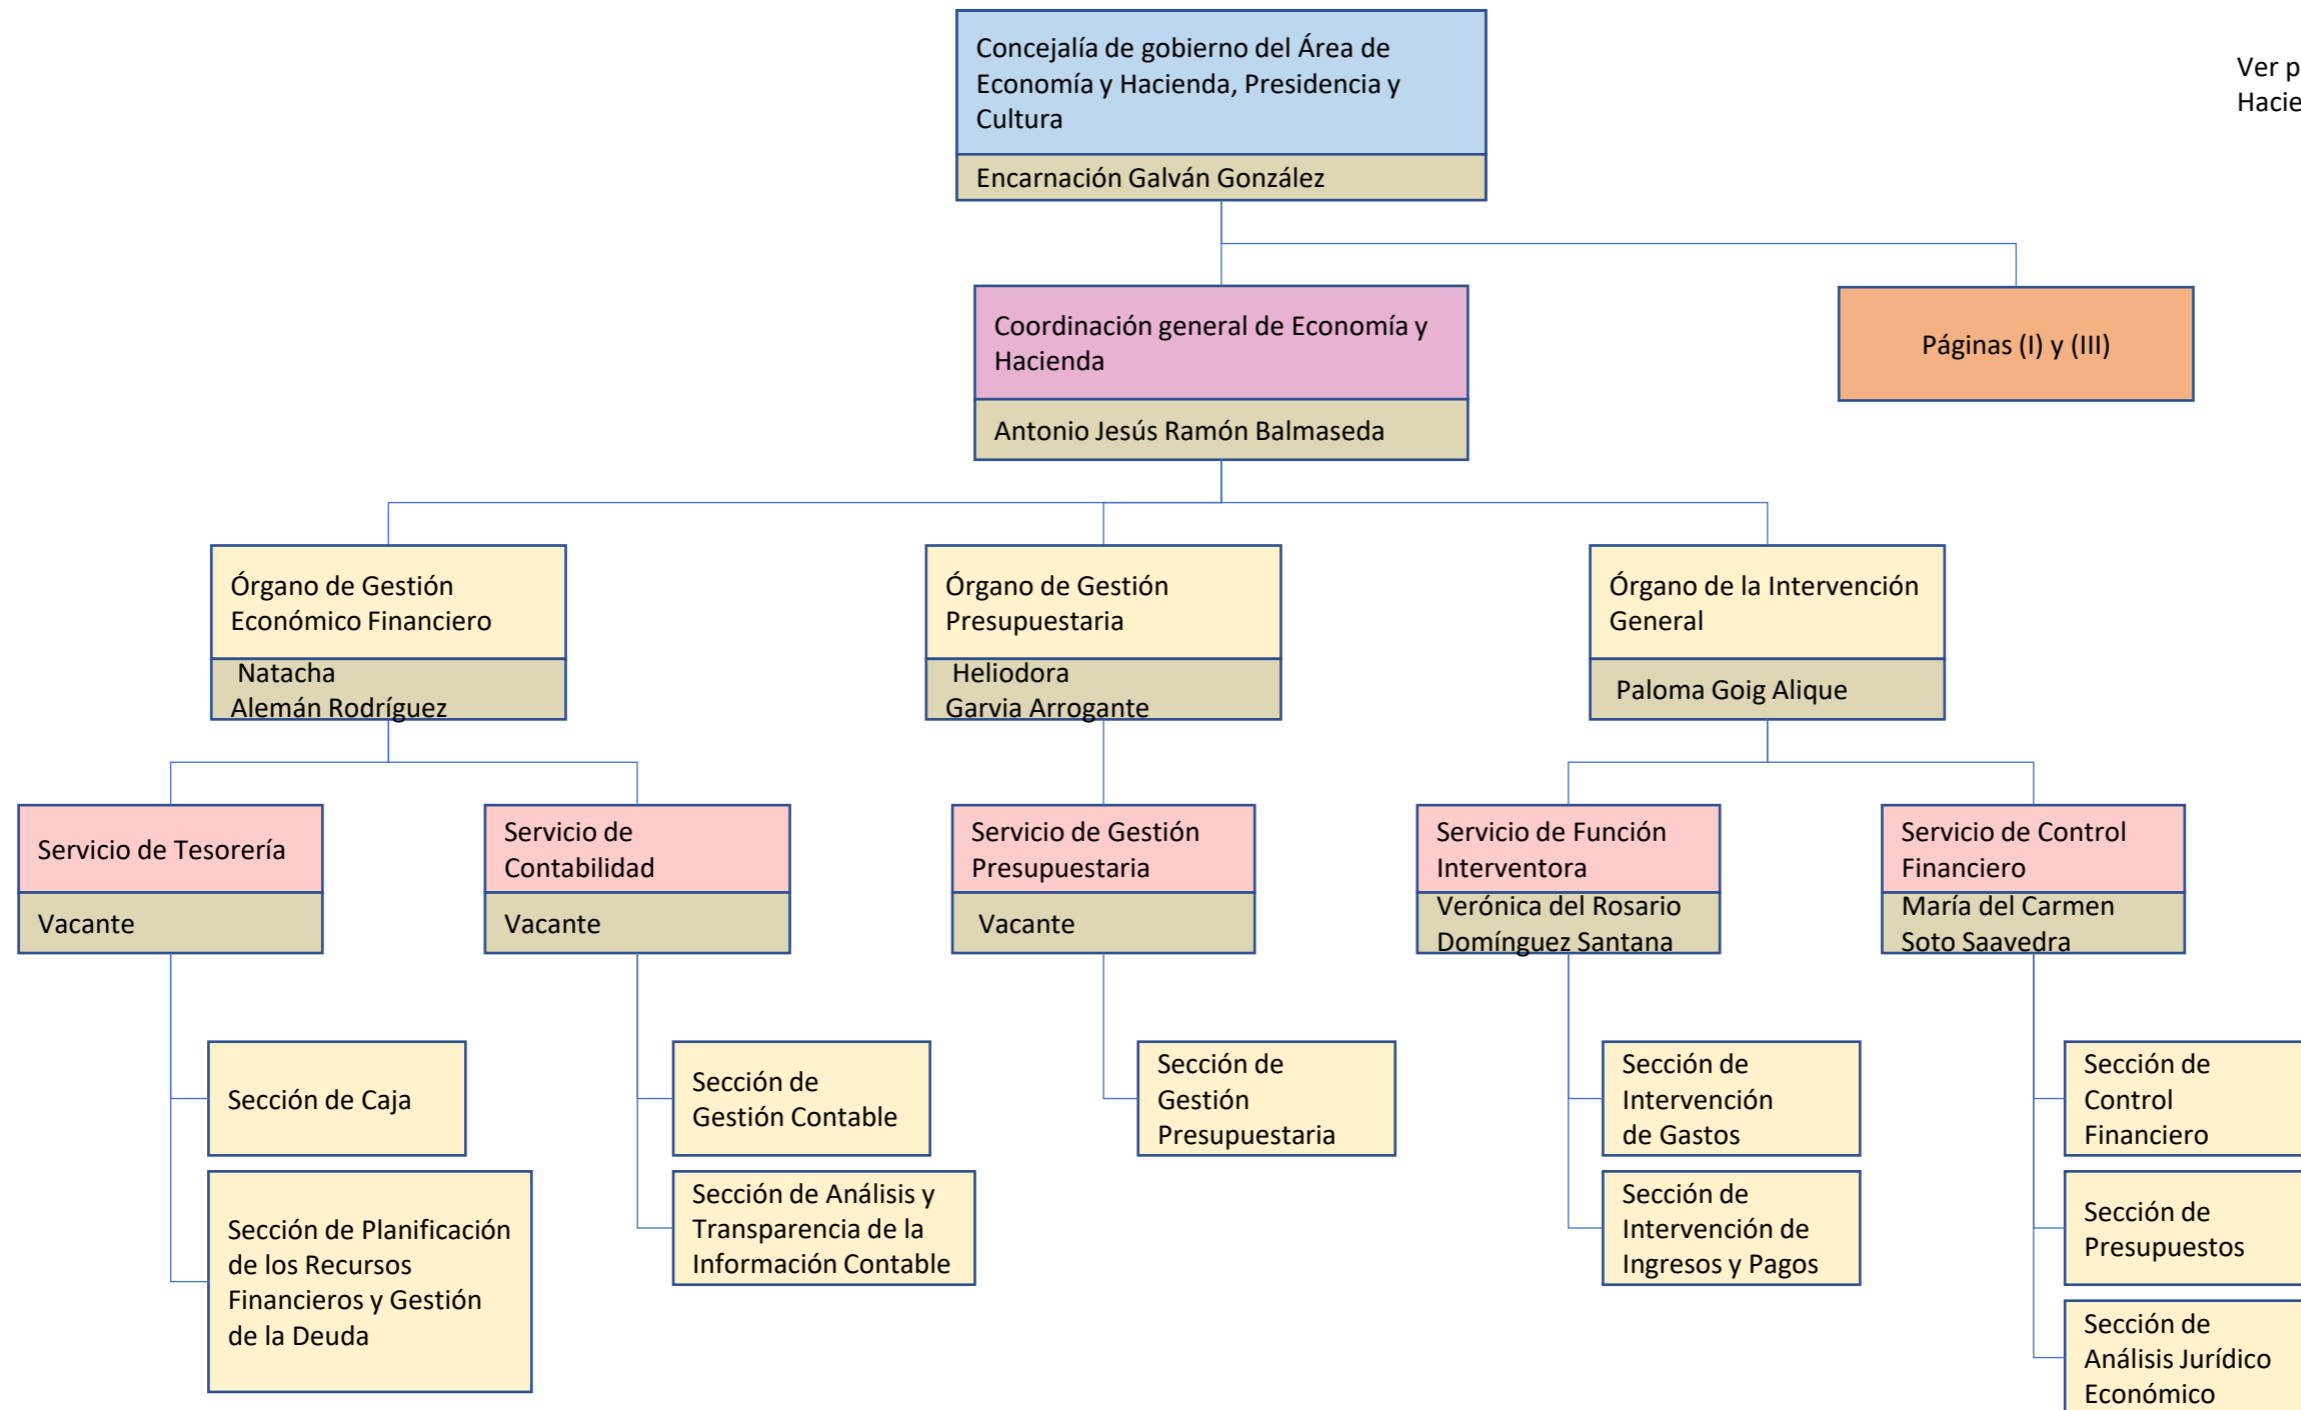 Concejalía de gobierno del Área de
Economía y Hacienda, Presidencia y
Cultura
Encarnación Galván González
Ver
Coordinación general de Economía y
Hacienda
Antonio Jesús Ramón Balmaseda
Páginas (I) y (III)
Órgano de Gestión
Económico Financiero
Natacha
Alemán Rodríguez
Órgano de Gestión
Presupuestaria
Heliodora
Garvia Arrogante
Órgano de la Intervención
General
Paloma Goig Alique
Servicio de Tesorería
Vacante
Servicio de
Contabilidad
Vacante
Servicio de Gestión
Presupuestaria
Vacante
Servicio de Función
Interventora
Verónica del Rosario
Domínguez Santana
Servicio de Control
Financiero
María del Carmen
Soto Saavedra
Sección de Caja
Sección de Planificación
de los Recursos
Financieros y Gestión
de la Deuda
Sección de
Gestión Contable
Sección de Análisis y
Transparencia de la
Información Contable
Sección de
Gestión
Presupuestaria
Sección de
Intervención
de Gastos
Sección de
Intervención de
Ingresos y Pagos
Sección de
Control
Financiero
Sección de
Presupuestos
Sección de
Análisis Jurídico
Económico